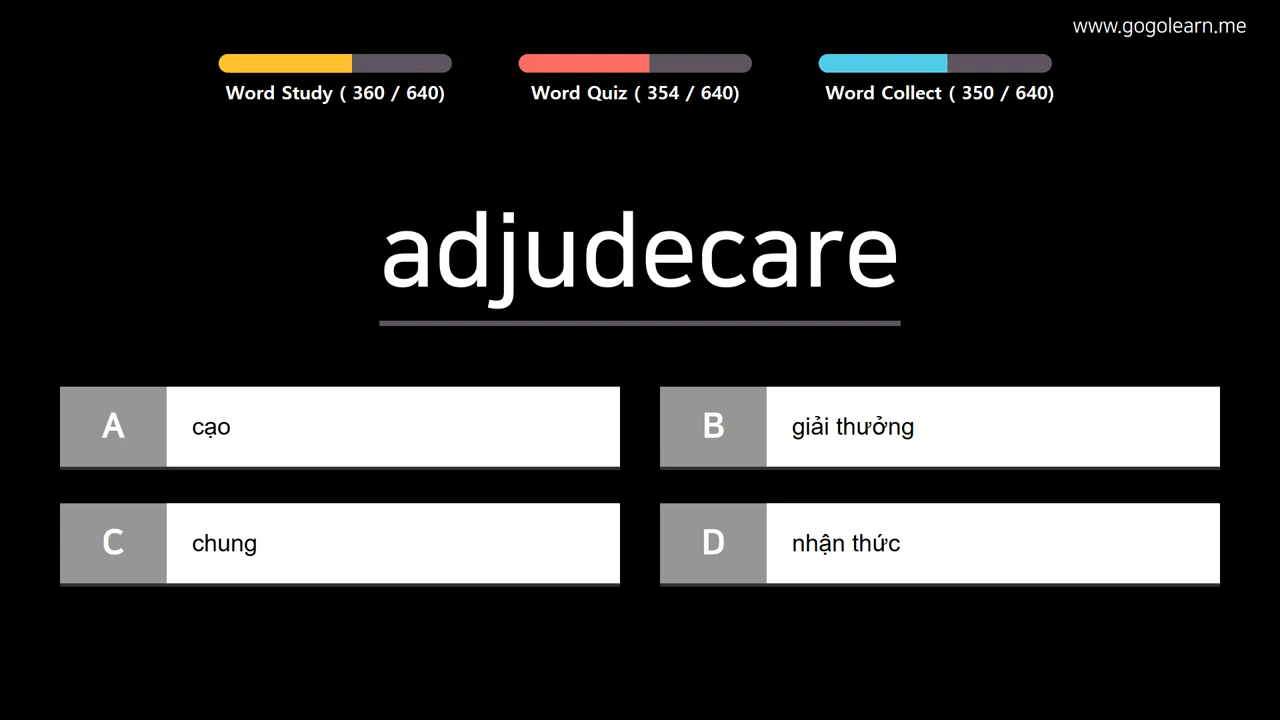 www.gogolearn.me
Word Study ( 360 / 640)
Word Quiz ( 354 / 640)
Word Collect ( 350 / 640)
adjudecare
A cạo
B giải thưởng
C chung
D nhận thức